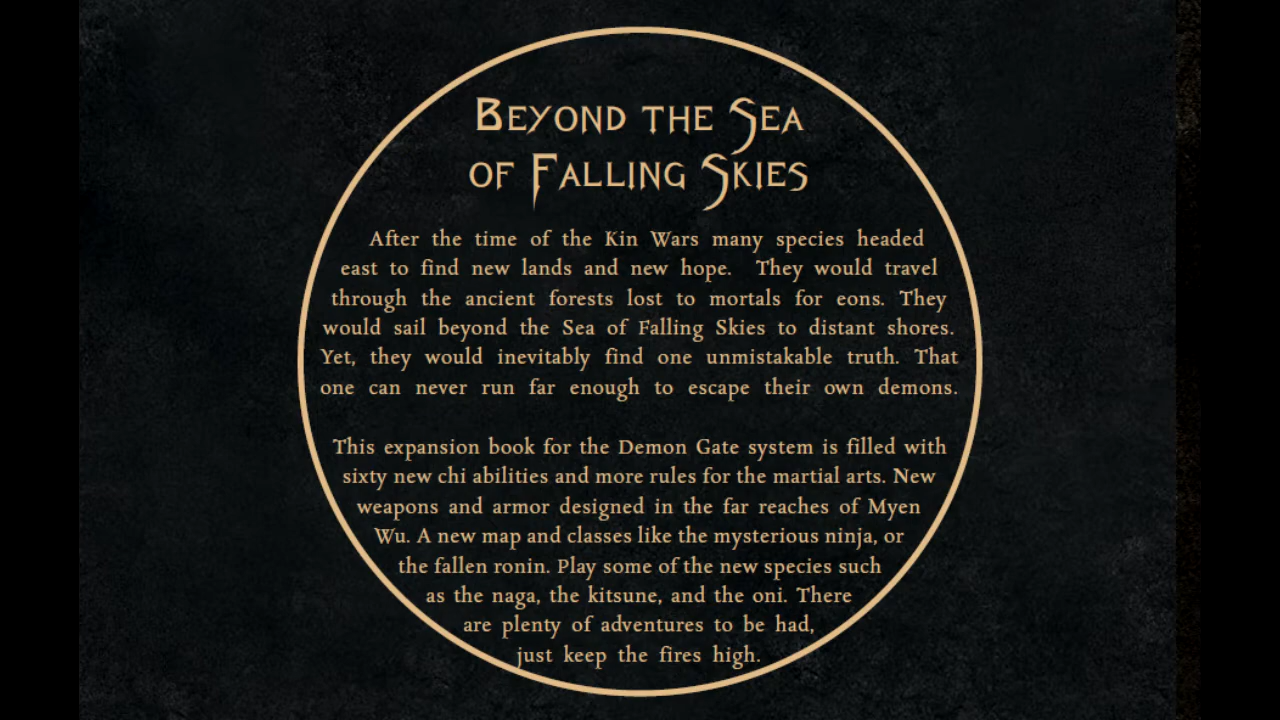 Beyond the Sea
of Falling Skies
After the time of the Kin Wars many species headed
east to find new lands and new hope. They would travel
through the ancient forests lost to mortals for eons. They
would sail beyond the Sea of Falling Skies to distant shores.
Yet, they would inevitably find one unmistakable truth. That
one can never run far enough to escape their own demons.
This expansion book for the Demon Gate system is filled with
sixty new chi abilities and more rules for the martial arts. New
weapons and armor designed in the far reaches of Myen
Wu. A new map and classes like the mysterious ninja, or
the fallen ronin. Play some of the new species such
as the naga, the kitsune, and the oni. There
are plenty of adventures to be had,
just keep the fires high.